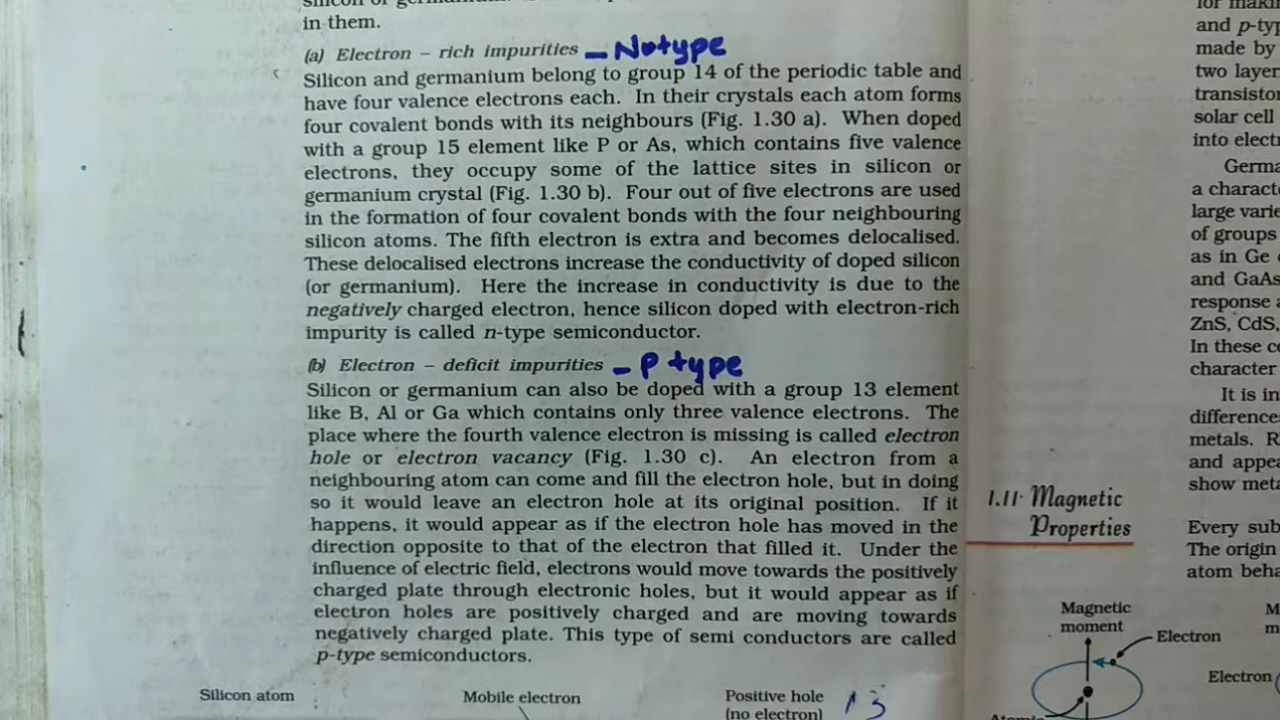 in them.
(a) Electron – rich impurities – N type
Silicon and germanium belong to group 14 of the periodic table and
have four valence electrons each. In their crystals each atom forms
four covalent bonds with its neighbours (Fig. 1.30 a). When doped
with a group 15 element like P or As, which contains five valence
electrons, they occupy some of the lattice sites in silicon or
germanium crystal (Fig. 1.30 b). Four out of five electrons are used
in the formation of four covalent bonds with the four neighbouring
silicon atoms. The fifth electron is extra and becomes delocalised.
These delocalised electrons increase the conductivity of doped silicon
(or germanium). Here the increase in conductivity is due to the
negatively charged electron, hence silicon doped with electron-rich
impurity is called n-type semiconductor.
(b) Electron – deficit impurities – P type
Silicon or germanium can also be doped with a group 13 element
like B, Al or Ga which contains only three valence electrons. The
place where the fourth valence electron is missing is called electron
hole or electron vacancy (Fig. 1.30 c). An electron from a
neighbouring atom can come and fill the electron hole, but in doing
so it would leave an electron hole at its original position. If it
happens, it would appear as if the electron hole has moved in the
direction opposite to that of the electron that filled it. Under the
influence of electric field, electrons would move towards the positively
charged plate through electronic holes, but it would appear as if
electron holes are positively charged and are moving towards
negatively charged plate. This type of semi conductors are called
p-type semiconductors.
Silicon atom
Mobile electron
Positive hole
(no electron)
13
and p-typ
made by
two layer
transistor
solar cell
into elect
Germa
a charact
large varie
of groups
as in Ge
and GaAs
response
ZnS, CdS,
In these c
character
It is in
difference
metals. R
and appea
show meta
1.11 Magnetic
Properties
Every sub
The origin
atom beha
Magnetic
moment
Electron
Electron